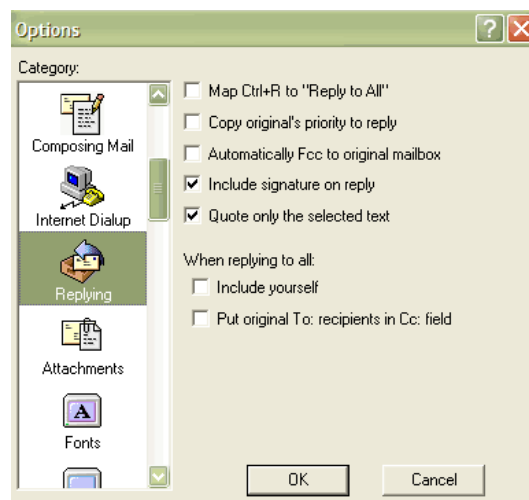 Options
Category:
Composing Mail
Internet Dialup
Replying
Attachments
A
Fonts
Map Ctrl+R to "Reply to All"
Copy original's priority to reply
Automatically Fcc to original mailbox
Include signature on reply
Quote only the selected text
When replying to all:
Include yourself
Put original To: recipients in Cc: field
OK
Cancel